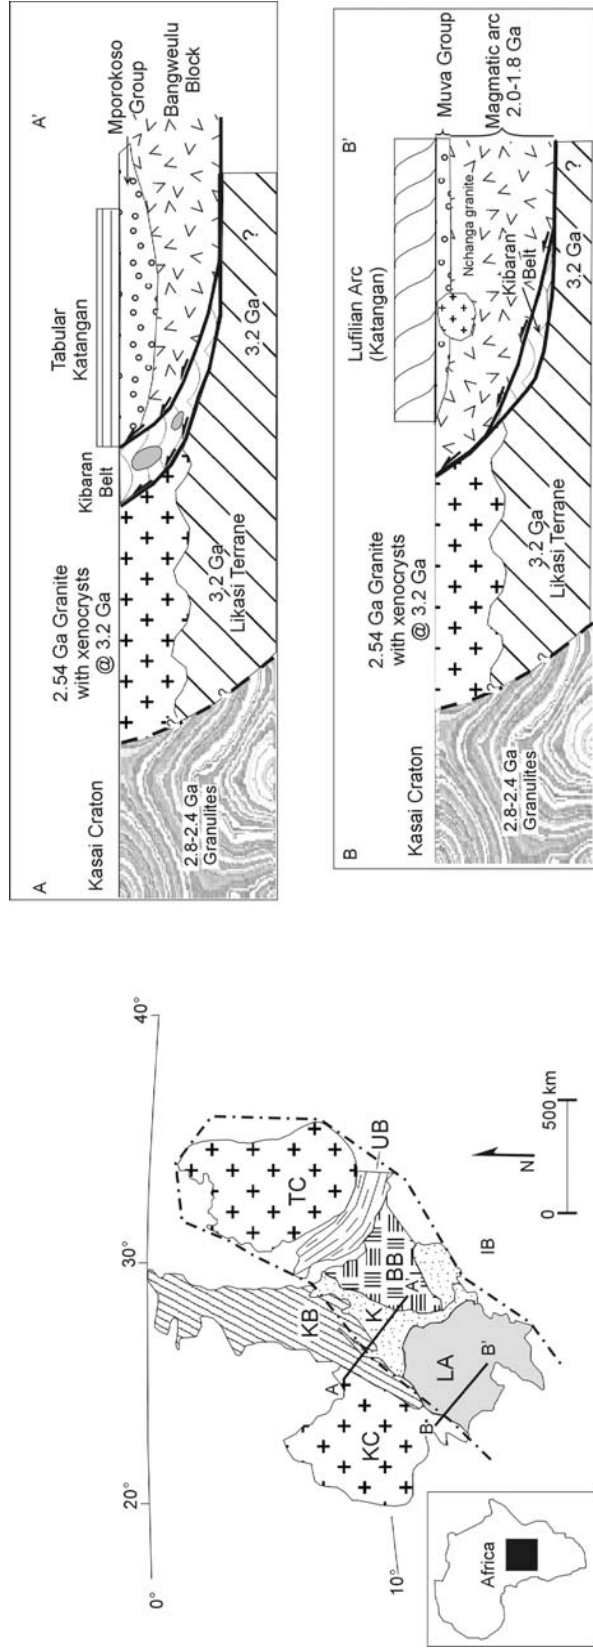 0°
10°
20°
30°
40°
KC
KB
K
TC
UB
BB
LA
IB
A
A'
B
B'
N
0
500 km
Africa
A
A'
Kasai Craton
2.54 Ga Granite
with xenocrysts
@ 3.2 Ga
Kibaran
Belt
Tabular
Katangan
Mporokoso
Group
Bangweulu
Block
2.8-2.4 Ga
Granulites
3.2 Ga
Likasi Terrane
3.2 Ga
?
?
?
B
B'
Kasai Craton
2.54 Ga Granite
with xenocrysts
@ 3.2 Ga
Lufilian Arc
(Katangan)
Muva Group
Magmatic arc
2.0-1.8 Ga
Nchanga granite
Kibaran
Belt
2.8-2.4 Ga
Granulites
3.2 Ga
Likasi Terrane
3.2 Ga
?
?
?